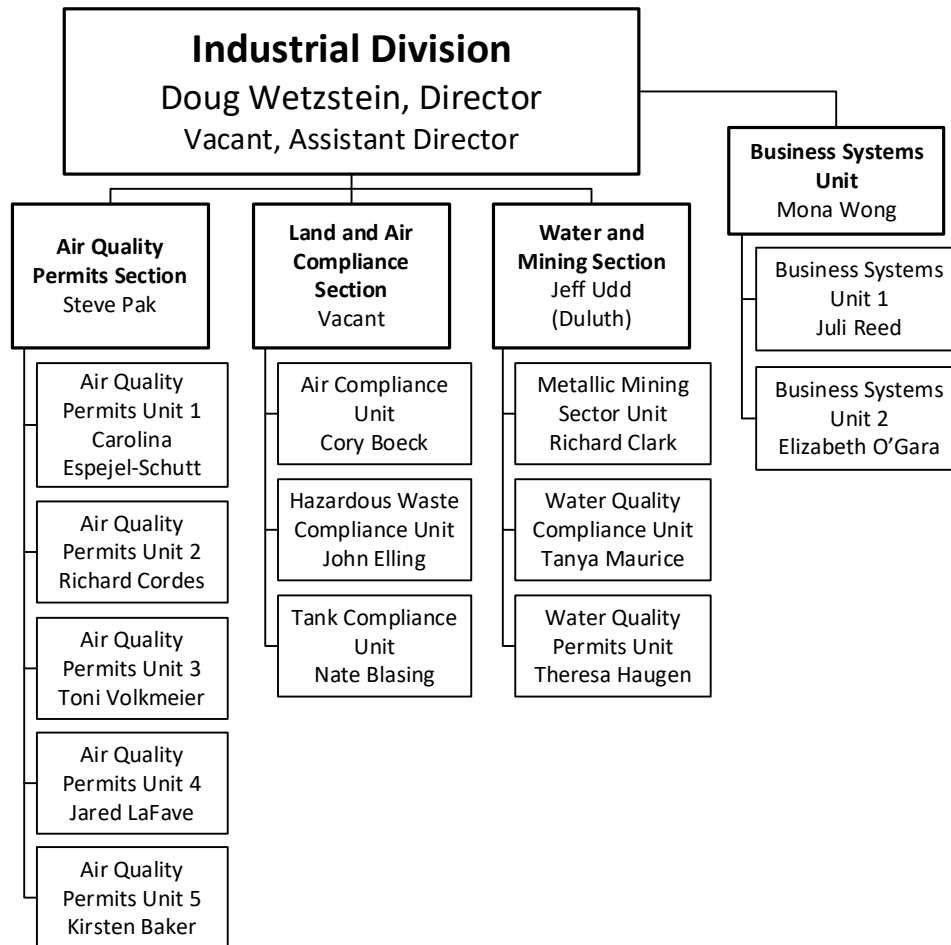 Industrial Division
Doug Wetzstein, Director
Vacant, Assistant Director
Business Systems
Unit
Mona Wong
Business Systems
Unit 1
Juli Reed
Business Systems
Unit 2
Elizabeth O’Gara
Air Quality
Permits Section
Steve Pak
Air Quality
Permits Unit 1
Carolina
Espejel-Schutt
Air Quality
Permits Unit 2
Richard Cordes
Air Quality
Permits Unit 3
Toni Volkmeier
Air Quality
Permits Unit 4
Jared LaFave
Air Quality
Permits Unit 5
Kirsten Baker
Land and Air
Compliance
Section
Vacant
Air Compliance
Unit
Cory Boeck
Hazardous Waste
Compliance Unit
John Elling
Tank Compliance
Unit
Nate Blasing
Water and
Mining Section
Jeff Udd
(Duluth)
Metallic Mining
Sector Unit
Richard Clark
Water Quality
Compliance Unit
Tanya Maurice
Water Quality
Permits Unit
Theresa Haugen